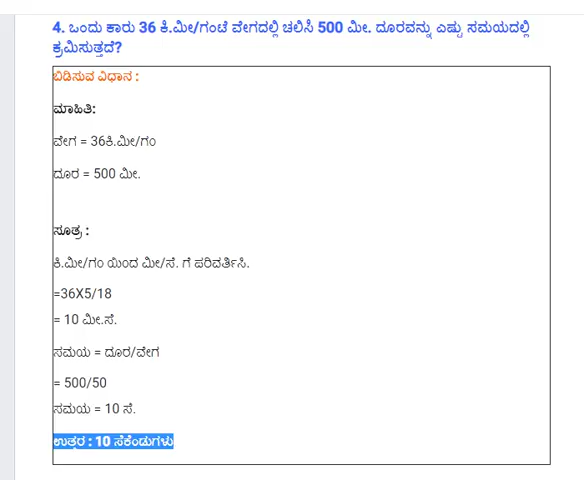 4. ಒಂದು ಕಾರು 36 ಕಿ.ಮೀ/ಗಂಟೆ ವೇಗದಲ್ಲಿ ಚಲಿಸಿ 500 ಮೀ. ದೂರವನ್ನು ಎಷ್ಟು ಸಮಯದಲ್ಲಿ
ಕ್ರಮಿಸುತ್ತದೆ?
ಬಿಡಿಸುವ ವಿಧಾನ :
ಮಾಹಿತಿ:
ವೇಗ = 36ಕಿ.ಮೀ/ಗಂ
ದೂರ = 500 ಮೀ.
ಸೂತ್ರ :
ಕಿ.ಮೀ/ಗಂ ಯಿಂದ ಮೀ/ಸೆ. ಗೆ ಪರಿವರ್ತಿಸಿ.
=36X5/18
= 10 ಮೀ.ಸೆ.
ಸಮಯ = ದೂರ/ವೇಗ
= 500/50
ಸಮಯ = 10 ಸೆ.
ಉತ್ತರ : 10 ಸೆಕೆಂಡುಗಳು